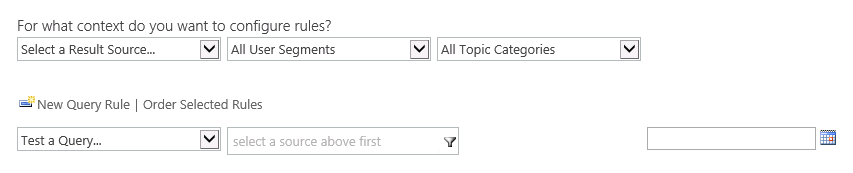 For what context do you want to configure rules?
Select a Result Source... All User Segments All Topic Categories
New Query Rule | Order Selected Rules
Test a Query... select a source above first